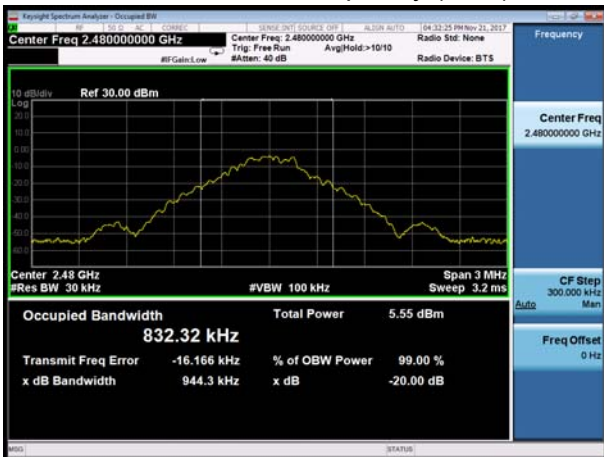 Keysight Spectrum Analyzer - Occupied BW
RF 50 Ω AC CORREC SENSE:INT SOURCE OFF ALIGN AUTO 04:32:25 PM Nov 21, 2017
Center Freq 2.480000000 GHz
Center Freq: 2.480000000 GHz
Radio Std: None
Trig: Free Run Avg|Hold:>10/10
#IFGain:Low #Atten: 40 dB Radio Device: BTS
10 dB/div Ref 30.00 dBm
Log
20.0
10.0
0.00
10.0
20.0
30.0
40.0
50.0
60.0
Center 2.48 GHz Span 3 MHz
#Res BW 30 kHz #VBW 100 kHz Sweep 3.2 ms
Occupied Bandwidth Total Power 5.55 dBm
832.32 kHz
Transmit Freq Error -16.166 kHz % of OBW Power 99.00 %
x dB Bandwidth 944.3 kHz x dB -20.00 dB
MSG STATUS
Frequency
Center Freq
2.480000000 GHz
CF Step
300.000 kHz
Auto Man
Freq Offset
0 Hz